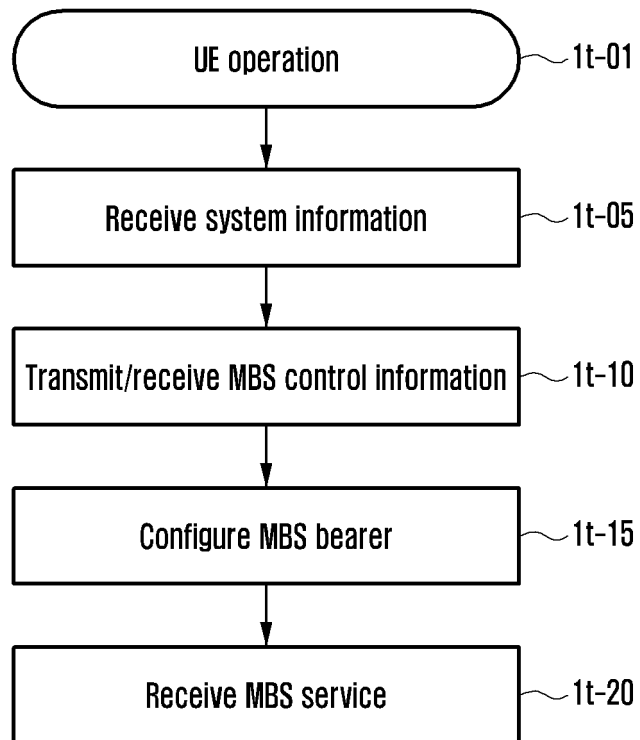 UE operation 1t-01
Receive system information 1t-05
Transmit/receive MBS control information 1t-10
Configure MBS bearer 1t-15
Receive MBS service 1t-20